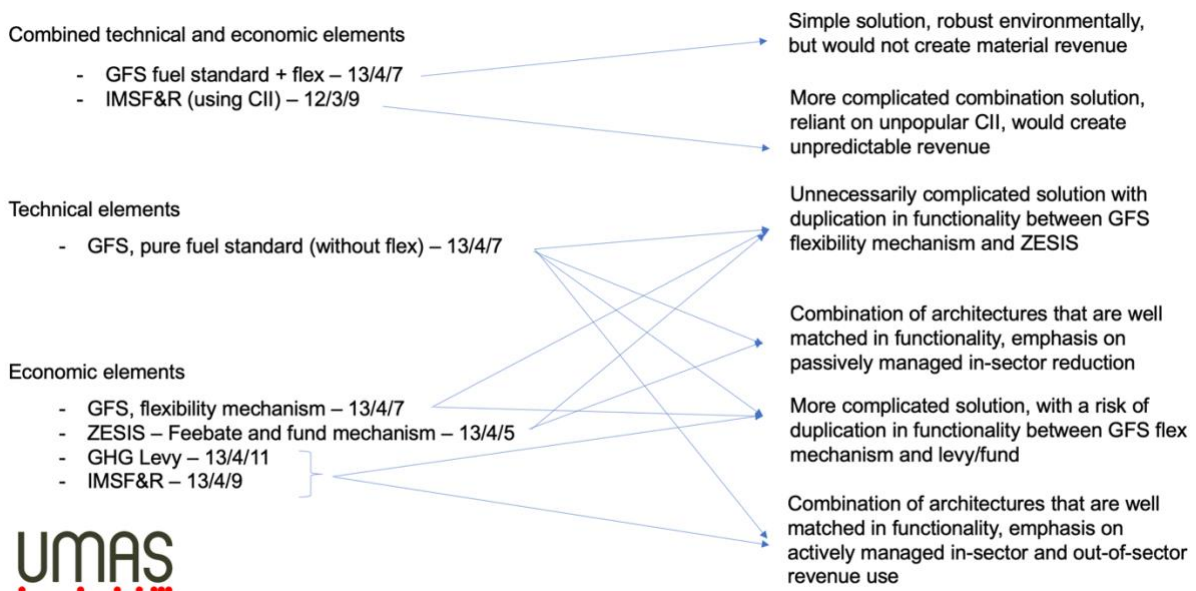 Combined technical and economic elements
- GFS fuel standard + flex – 13/4/7
- IMSF&R (using CII) – 12/3/9
Technical elements
- GFS, pure fuel standard (without flex) – 13/4/7
Economic elements
- GFS, flexibility mechanism – 13/4/7
- ZESIS – Feebate and fund mechanism – 13/4/5
- GHG Levy – 13/4/11
- IMSF&R – 13/4/9
UMAS
Simple solution, robust environmentally,
but would not create material revenue
More complicated combination solution,
reliant on unpopular CII, would create
unpredictable revenue
Unnecessarily complicated solution with
duplication in functionality between GFS
flexibility mechanism and ZESIS
Combination of architectures that are well
matched in functionality, emphasis on
passively managed in-sector reduction
More complicated solution, with a risk of
duplication in functionality between GFS flex
mechanism and levy/fund
Combination of architectures that are well
matched in functionality, emphasis on
actively managed in-sector and out-of-sector
revenue use